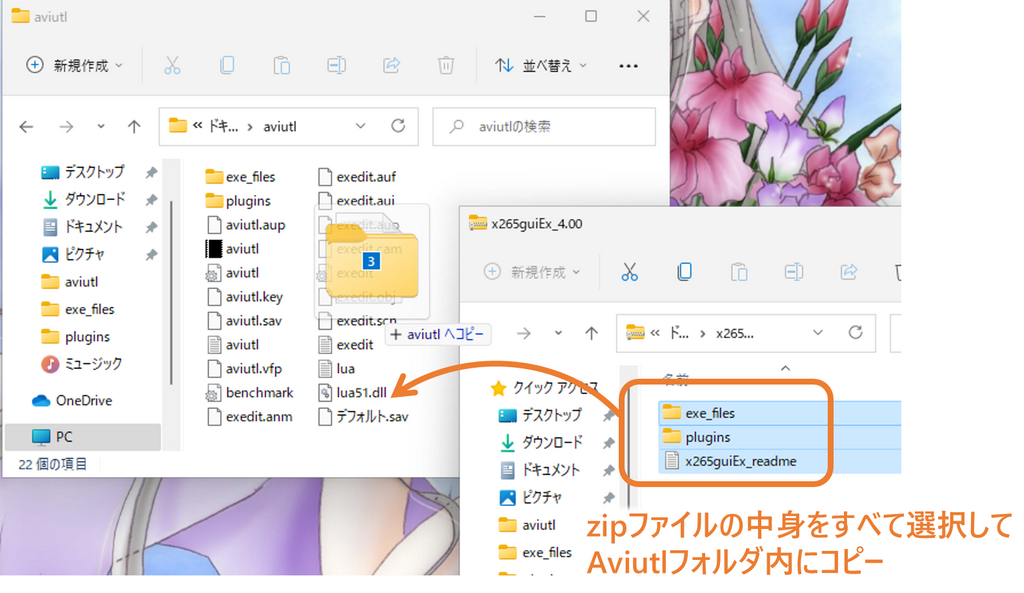 aviutl
新規作成
並べ替え
« ドキ... › aviutl
aviutlの検索
デスクトップ
ダウンロード
ドキュメント
ピクチャ
aviutl
exe_files
plugins
ミュージック
OneDrive
PC
22 個の項目
exe_files
plugins
aviutl.aup
aviutl
aviutl
aviutl.key
aviutl.sav
aviutl
aviutl.vfp
benchmark
exedit.anm
exedit.auf
exedit.aui
exedit.aup
exedit.cam
exedit
exedit.obj
exedit.scn
exedit
lua
lua51.dll
デフォルト.sav
3
+ aviutl へコピー
x265guiEx_4.00
新規作成
« ド... › x265...
クイック アクセス
デスクトップ
ダウンロード
ドキュメント
ピクチャ
aviutl
exe_files
名前
exe_files
plugins
x265guiEx_readme
zipファイルの中身をすべて選択して
Aviutlフォルダ内にコピー